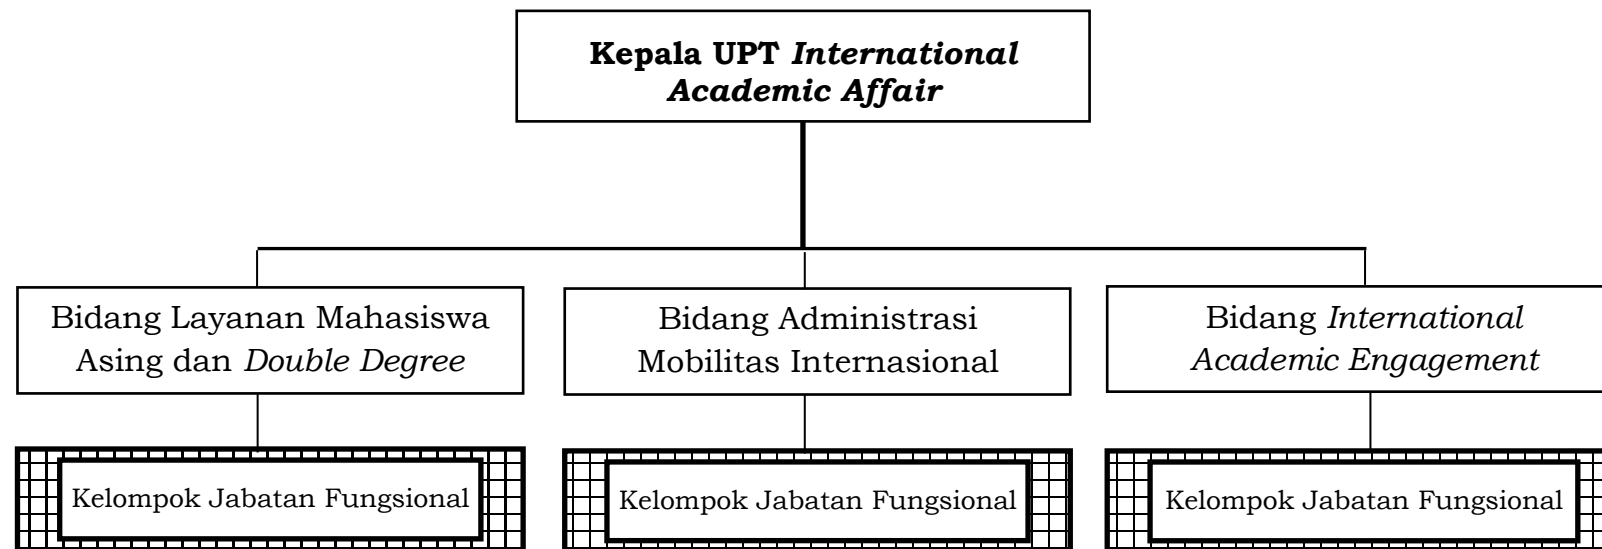 Kepala UPT International
Academic Affair
Bidang Layanan Mahasiswa
Asing dan Double Degree
Bidang Administrasi
Mobilitas Internasional
Bidang International
Academic Engagement
Kelompok Jabatan Fungsional
Kelompok Jabatan Fungsional
Kelompok Jabatan Fungsional